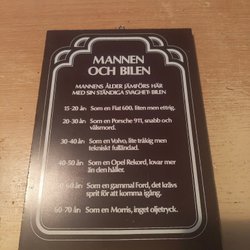 MANNEN
OCH BILEN
MANNENS ÅLDER JÄMFÖRS HÄR
MED SIN STÄNDIGA SVAGHET- BILEN
15-20 år: Som en Fiat 600, liten men ettrig.
20-30 år: Som en Porsche 911, snabb och
våldsmord.
30-40 år: Som en Volvo, lite tråkig men
tekniskt fulländad.
40-50 år: Som en Opel Rekord, lovar mer
än den håller.
50-60 år: Som en gammal Ford, det krävs
sprit för att komma igång.
60-70 år: Som en Morris, inget oljetryck.